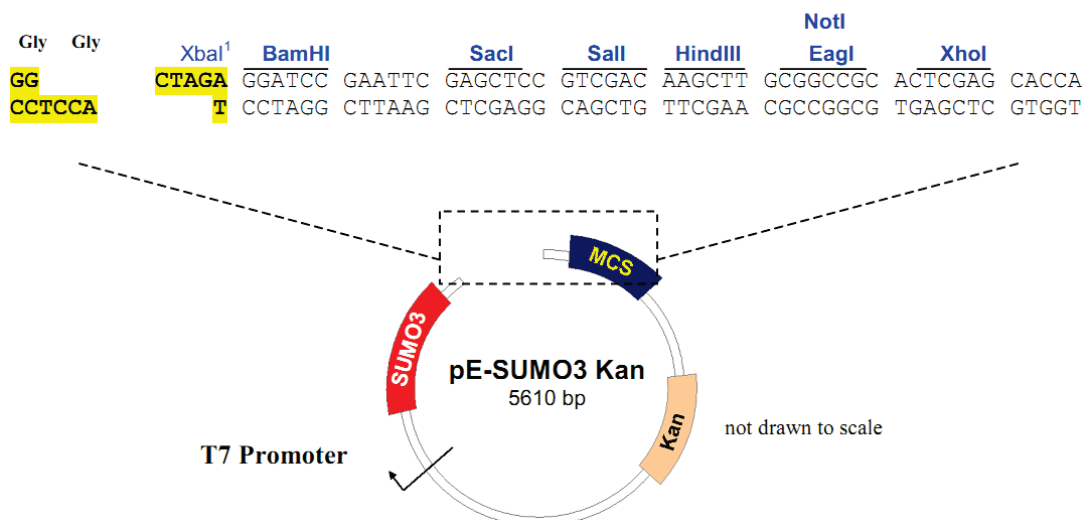 NotI
Gly Gly XbaI¹ BamHI SacI SalI HindIII EagI XhoI
GG CTAGA GGATCC GAATTC GAGCTCC GTCGAC AAGCTT GCGGCCGC ACTCGAG CACCA
CCTCCA T CCTAGG CTTAAG CTCGAGG CAGCTG TTCGAA CGCCGGCG TGAGCTC GTGGT
MCS
SUMO3
pE-SUMO3 Kan
5610 bp
Kan
not drawn to scale
T7 Promoter